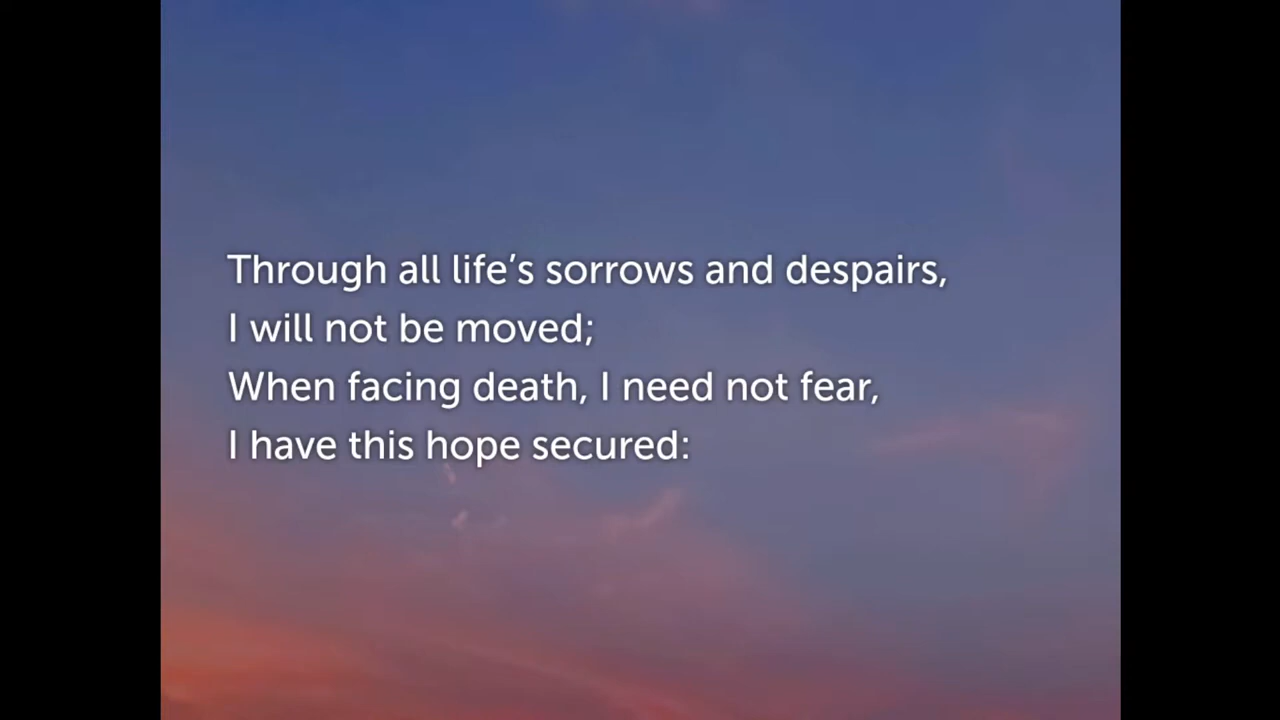 Through all life’s sorrows and despairs,
I will not be moved;
When facing death, I need not fear,
I have this hope secured: